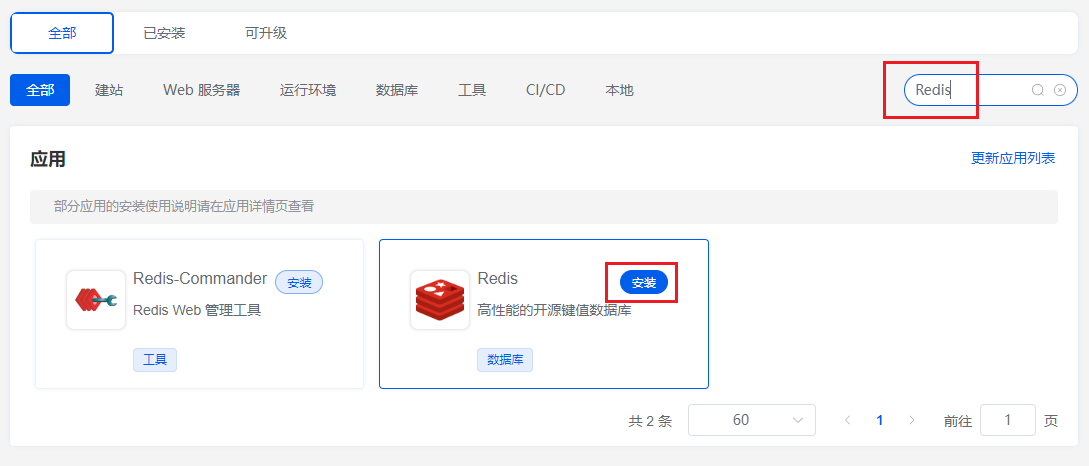 全部 已安装 可升级
全部 建站 Web 服务器 运行环境 数据库 工具 CI/CD 本地 Redis
应用 更新应用列表
部分应用的安装使用说明请在应用详情页查看
Redis-Commander 安装
Redis Web 管理工具
工具
Redis 安装
高性能的开源键值数据库
数据库
共 2 条 60 1 前往 1 页